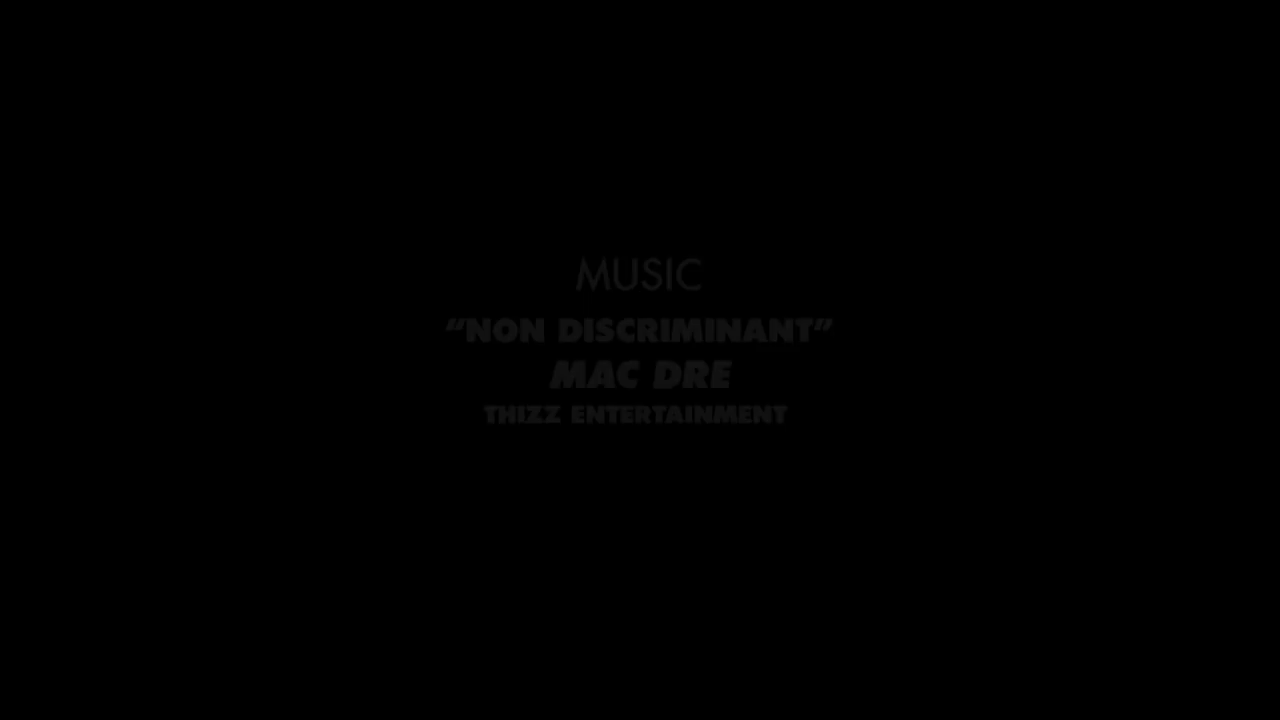 MUSIC
“NON DISCRIMINANT”
MAC DRE
THIZZ ENTERTAINMENT